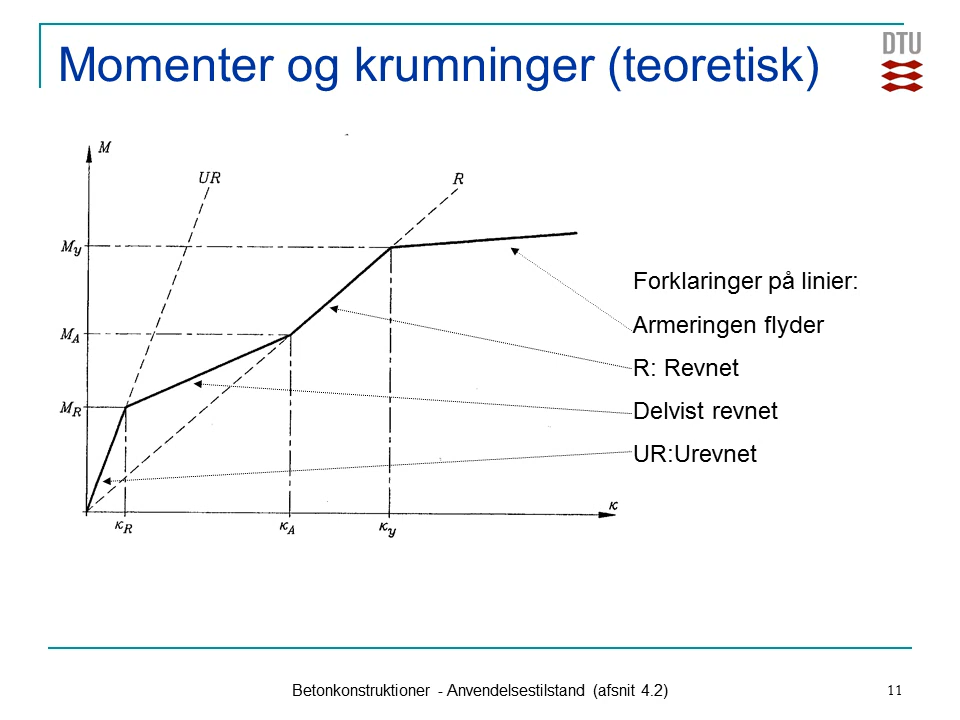 Momenter og krumninger (teoretisk)
DTU
M
UR
R
My
MA
MR
κR
κA
κy
κ
Forklaringer på linier:
Armeringen flyder
R: Revnet
Delvist revnet
UR:Urevnet
Betonkonstruktioner - Anvendelsestilstand (afsnit 4.2)
11